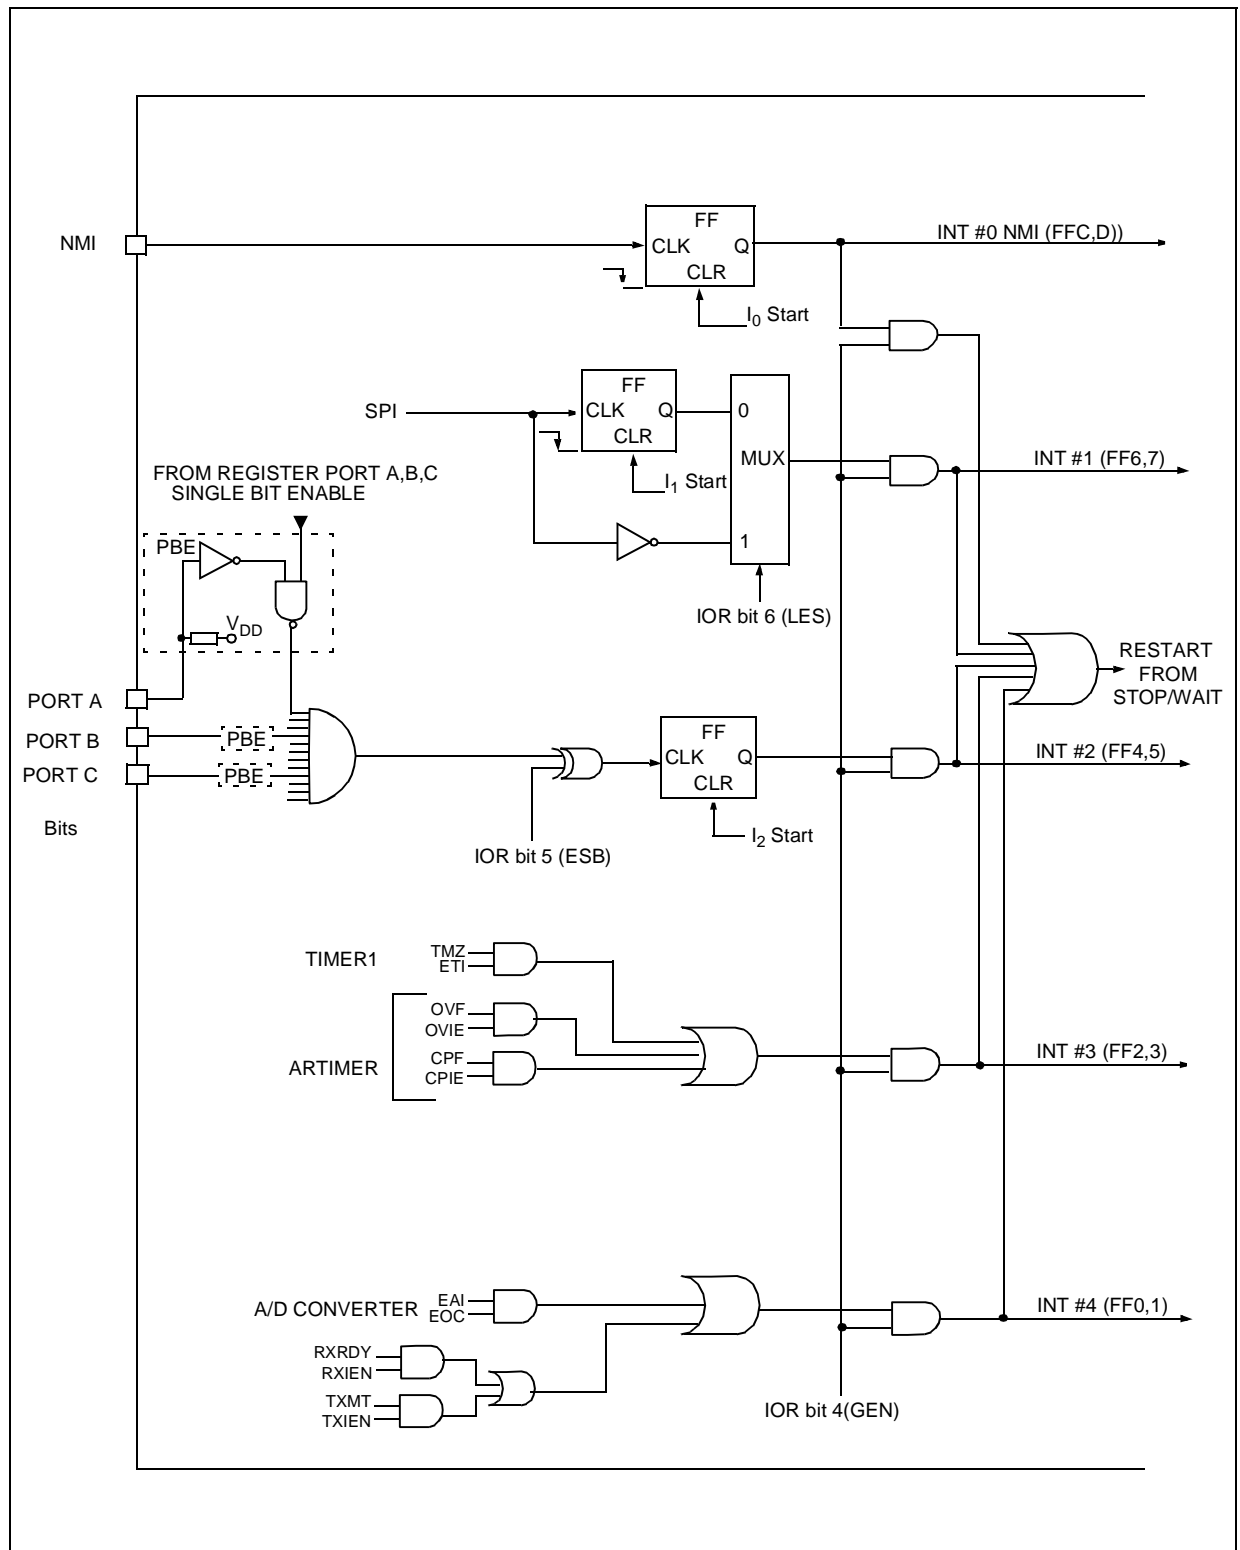 FF
NMI
CLK Q
CLR
INT #0 NMI (FFC,D))
I0 Start
FF
SPI
CLK Q
CLR
0
MUX
1
INT #1 (FF6,7)
I1 Start
FROM REGISTER PORT A,B,C
SINGLE BIT ENABLE
PBE
VDD
IOR bit 6 (LES)
RESTART
FROM
STOP/WAIT
PORT A
PORT B
PBE
PORT C
PBE
Bits
FF
CLK Q
CLR
INT #2 (FF4,5)
I2 Start
IOR bit 5 (ESB)
TIMER1
TMZ
ETI
ARTIMER
OVF
OVIE
CPF
CPIE
INT #3 (FF2,3)
A/D CONVERTER
EAI
EOC
INT #4 (FF0,1)
RXRDY
RXIEN
TXMT
TXIEN
IOR bit 4(GEN)